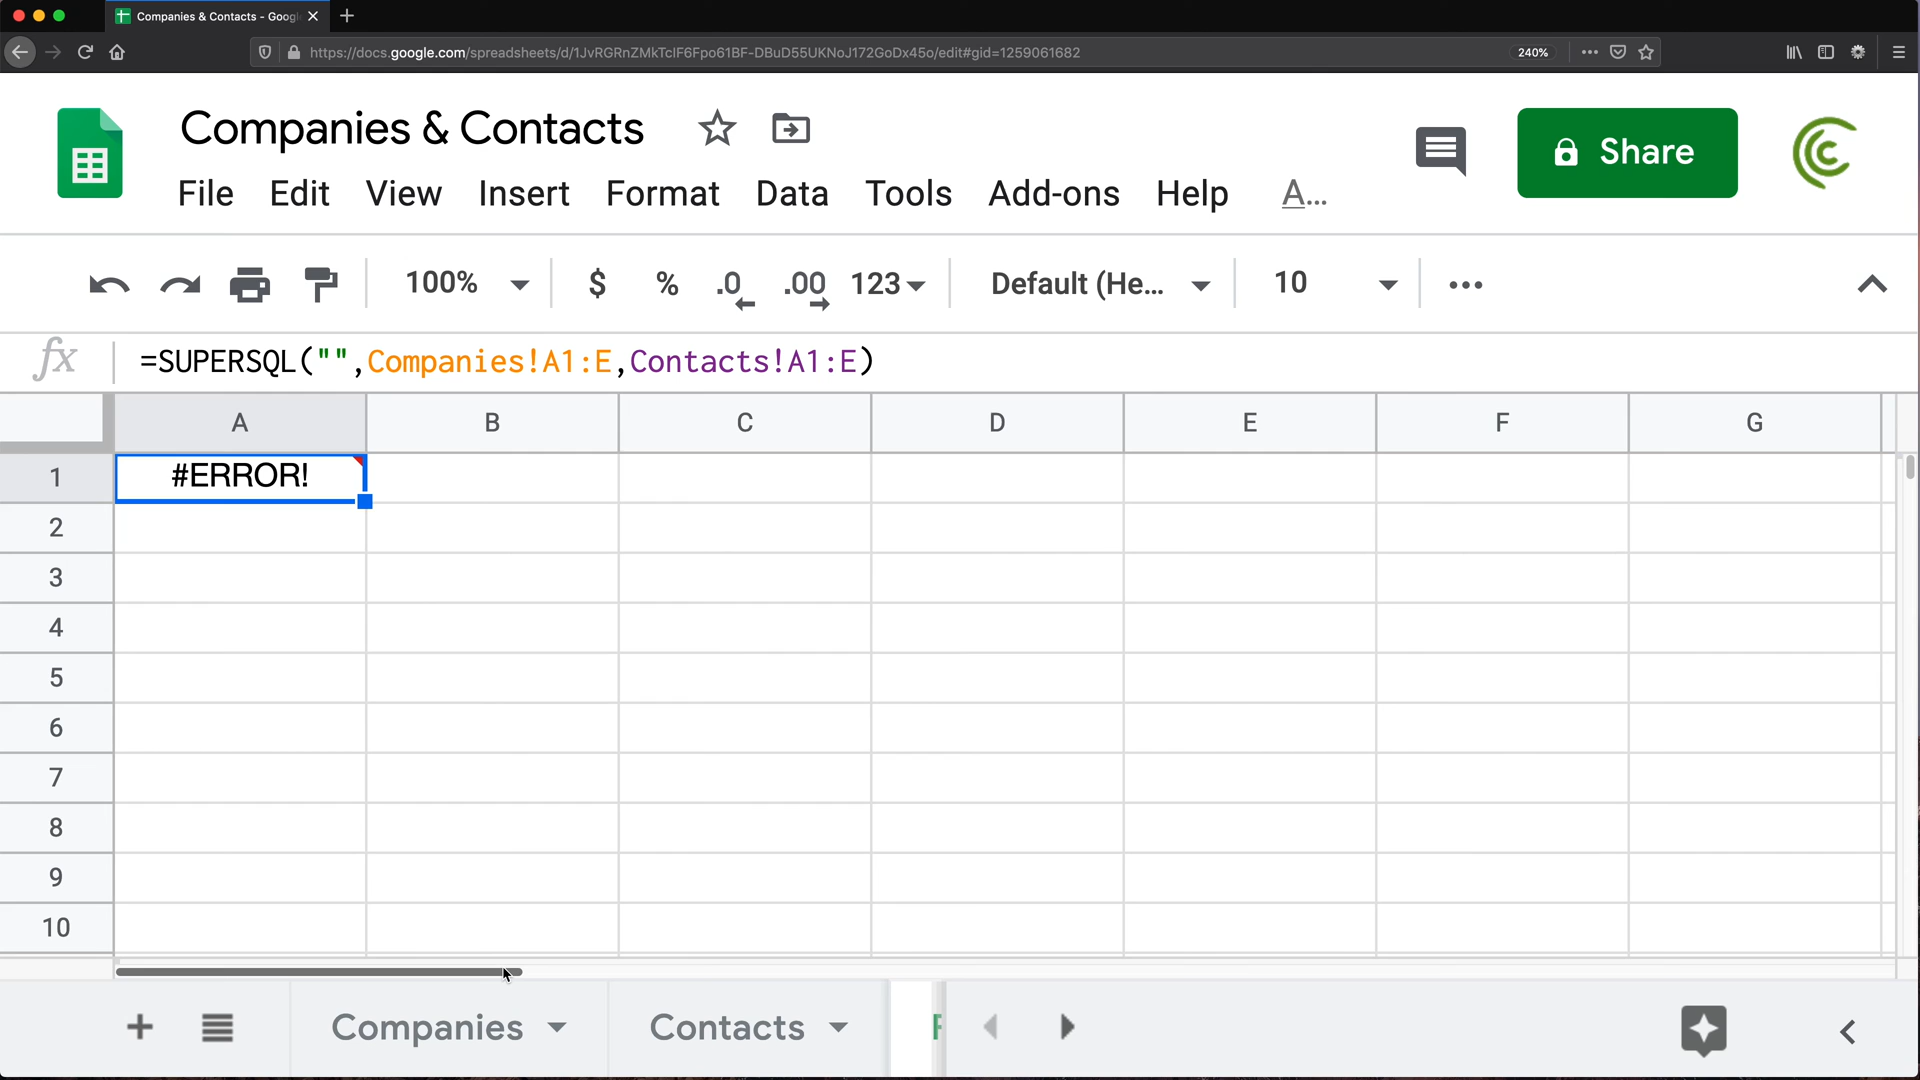 Companies & Contacts - Googl
https://docs.google.com/spreadsheets/d/1JvRGRnZMkTclF6Fpo61BF-DBuD55UKNoJ172GoDx45o/edit#gid=1259061682
240%
Companies & Contacts
Share
File Edit View Insert Format Data Tools Add-ons Help A...
100% $ % .0 .00 123 Default (He... 10
fx =SUPERSQL("",Companies!A1:E,Contacts!A1:E)
A B C D E F G
1 #ERROR!
2
3
4
5
6
7
8
9
10
Companies Contacts